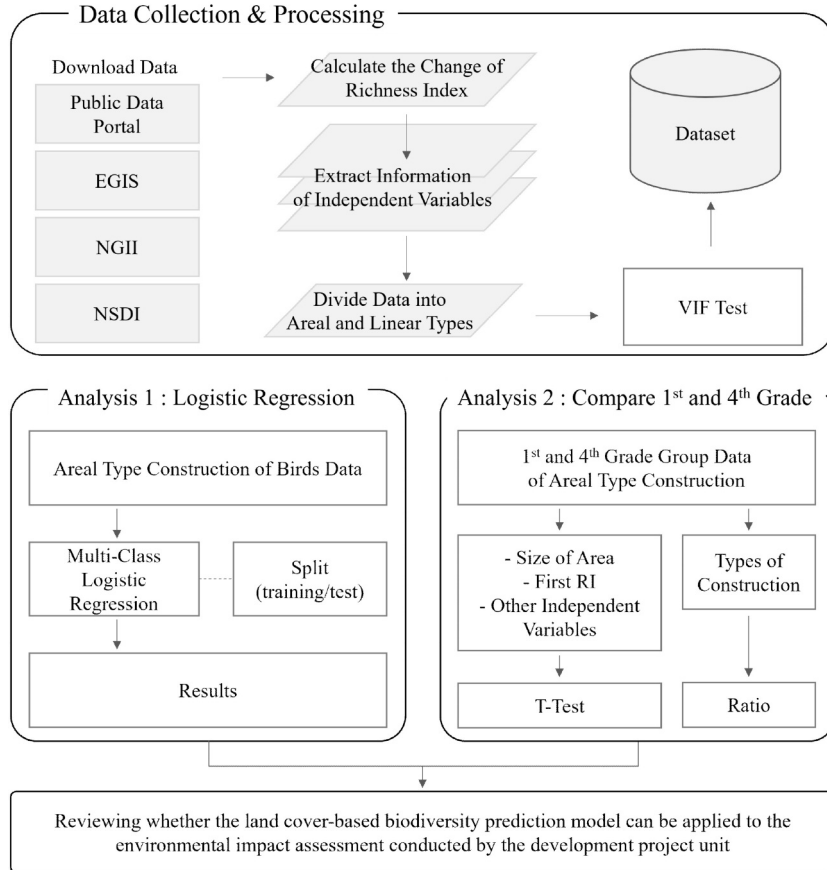 Data Collection & Processing
Download Data
Public Data
Portal
EGIS
NGII
NSDI
Calculate the Change of
Richness Index
Extract Information
of Independent Variables
Divide Data into
Areal and Linear Types
Dataset
VIF Test
Analysis 1 : Logistic Regression
Areal Type Construction of Birds Data
Multi-Class
Logistic
Regression
Split
(training/test)
Results
Analysis 2 : Compare 1st and 4th Grade
1st and 4th Grade Group Data
of Areal Type Construction
- Size of Area
- First RI
- Other Independent
Variables
Types of
Construction
T-Test
Ratio
Reviewing whether the land cover-based biodiversity prediction model can be applied to the
environmental impact assessment conducted by the development project unit